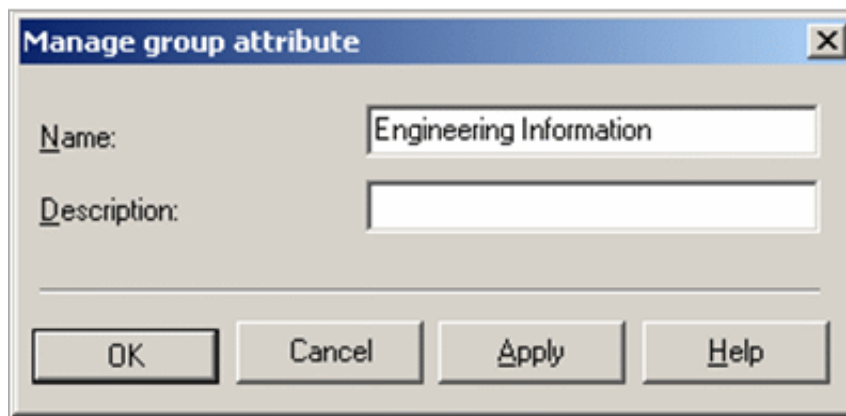 Manage group attribute
Name: Engineering Information
Description:
OK Cancel Apply Help